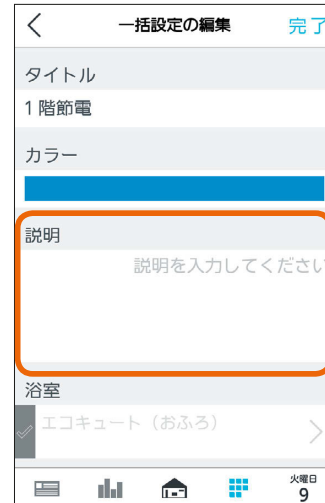 一括設定の編集 完了
タイトル
1階節電
カラー
説明
説明を入力してください
浴室
エコキュート（おふろ）
火曜日
9